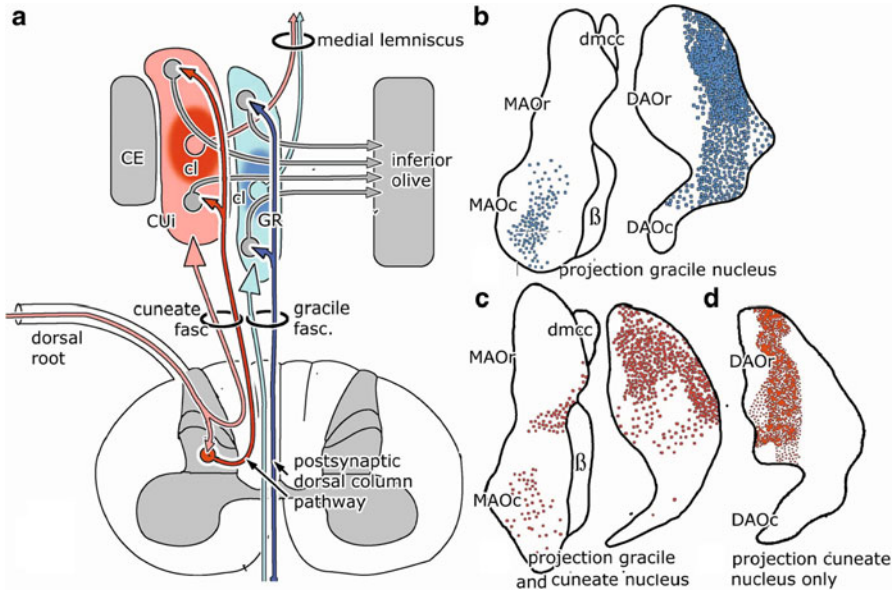 a
medial lemniscus
CE
cl
cl
CUi
GR
inferior
olive
cuneate
fasc
gracile
fasc.
dorsal
root
postsynaptic
dorsal column
pathway
b
dmcc
MAOr
DAOr
MAOc
ß
DAOc
projection gracile nucleus
c
dmcc
MAOr
ß
MAOc
projection gracile
and cuneate nucleus
d
DAOr
DAOc
projection cuneate
nucleus only